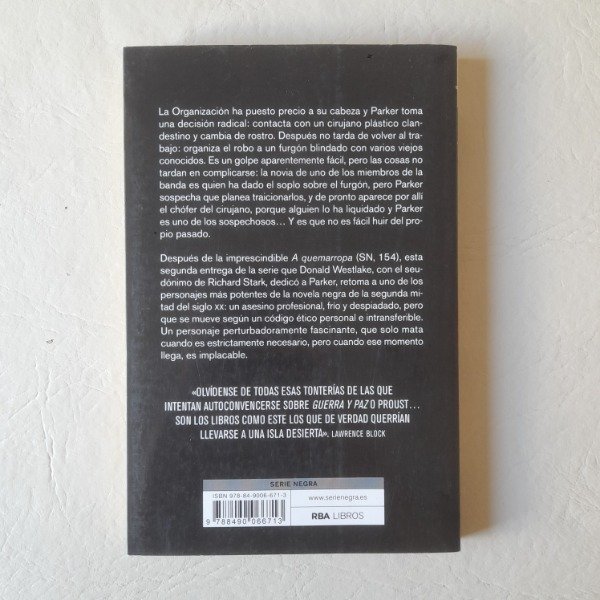 La Organización ha puesto precio a su cabeza y Parker toma
una decisión radical: contacta con un cirujano plástico clan-
destino y cambia de rostro. Después no tarda de volver al tra-
bajo: organiza el robo a un furgón blindado con varios viejos
conocidos. Es un golpe aparentemente fácil, pero las cosas no
tardan en complicarse: la novia de uno de los miembros de la
banda es quien ha dado el soplo sobre el furgón, pero Parker
sospecha que planea traicionarlos, y de pronto aparece por allí
el chófer del cirujano, porque alguien lo ha liquidado y Parker
es uno de los sospechosos... Y es que no es fácil huir del pro-
pio pasado.
Después de la imprescindible A quemarropa (SN, 154), esta
segunda entrega de la serie que Donald Westlake, con el seu-
dónimo de Richard Stark, dedicó a Parker, retoma a uno de los
personajes más potentes de la novela negra de la segunda mi-
tad del siglo XX: un asesino profesional, frío y despiadado, pero
que se mueve según un código ético personal e intransferible.
Un personaje perturbadoramente fascinante, que solo mata
cuando es estrictamente necesario, pero cuando ese momento
llega, es implacable.
«OLVÍDENSE DE TODAS ESAS TONTERÍAS DE LAS QUE
INTENTAN AUTOCONVENCERSE SOBRE GUERRA Y PAZ O PROUST...
SON LOS LIBROS COMO ESTE LOS QUE DE VERDAD QUERRÍAN
LLEVARSE A UNA ISLA DESIERTA». LAWRENCE BLOCK
SERIE NEGRA
ISBN 978-84-9006-671-3
9 788490 066713
www.serienegra.es
RBA LIBROS